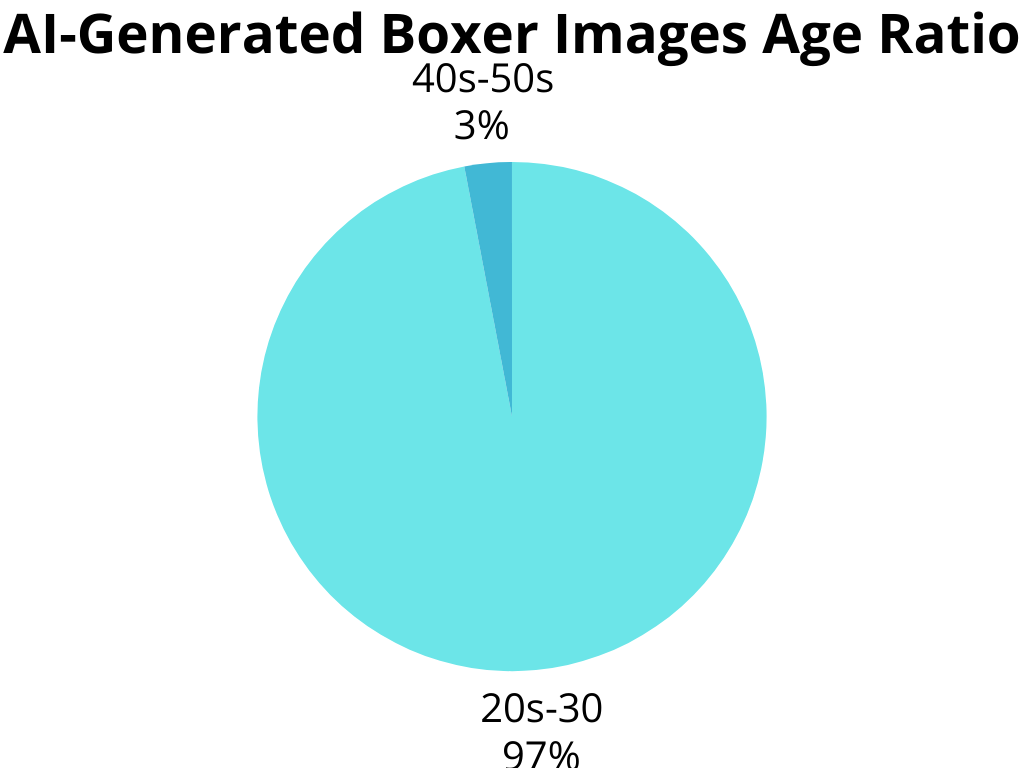 AI-Generated Boxer Images Age Ratio
40s-50s
3%
20s-30
97%